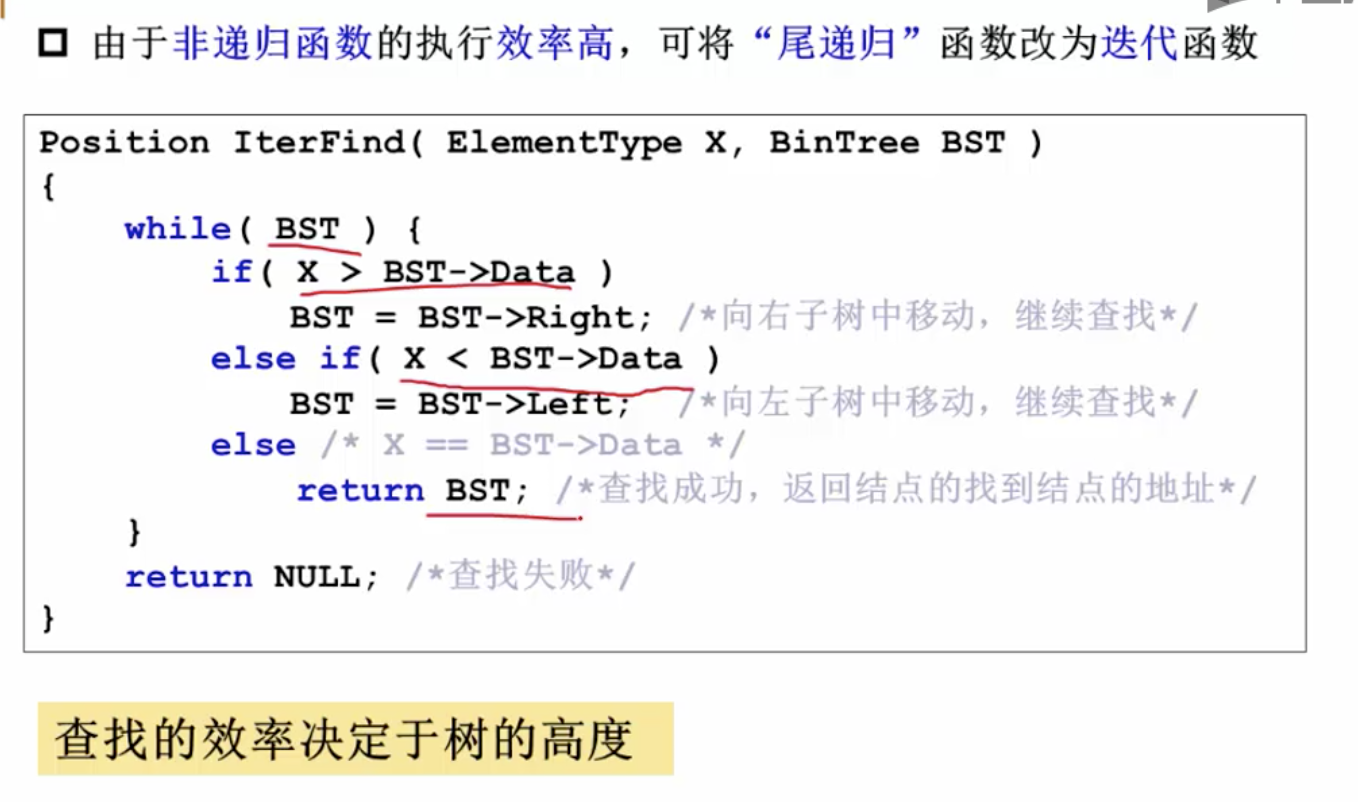 由于非递归函数的执行效率高，可将“尾递归”函数改为迭代函数
Position IterFind( ElementType X, BinTree BST )
{
while( BST ) {
if( X > BST->Data )
BST = BST->Right; /*向右子树中移动，继续查找*/
else if( X < BST->Data )
BST = BST->Left; /*向左子树中移动，继续查找*/
else /* X == BST->Data */
return BST; /*查找成功，返回结点的找到结点的地址*/
}
return NULL; /*查找失败*/
}
查找的效率决定于树的高度